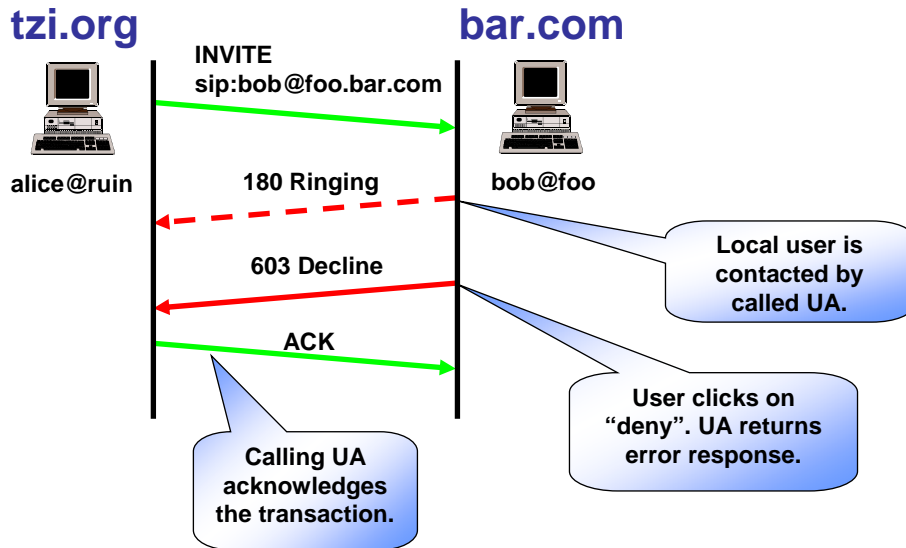 tzi.org
bar.com
INVITE
sip:bob@foo.bar.com
alice@ruin
bob@foo
180 Ringing
Local user is
contacted by
called UA.
603 Decline
ACK
User clicks on
“deny”. UA returns
error response.
Calling UA
acknowledges
the transaction.